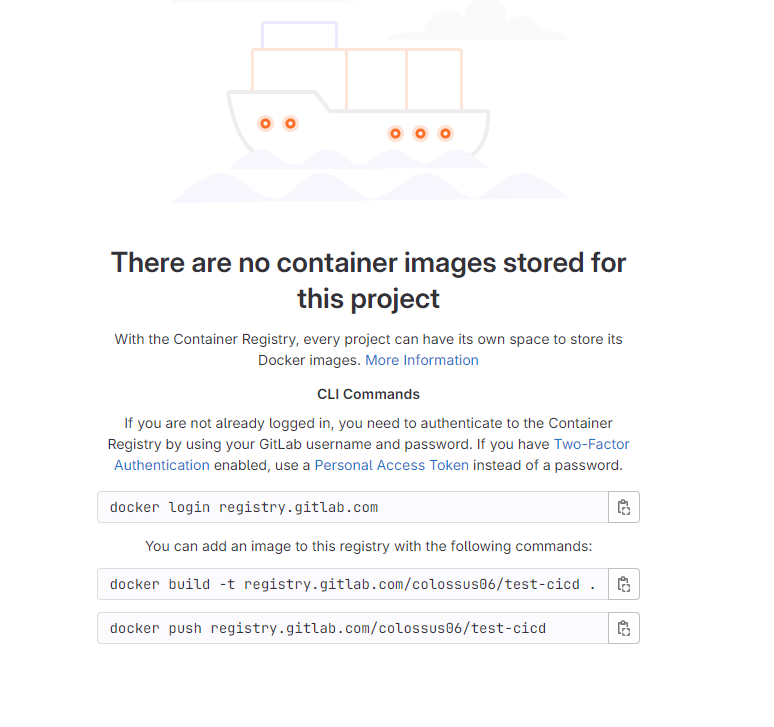 There are no container images stored for
this project
With the Container Registry, every project can have its own space to store its
Docker images. More Information
CLI Commands
If you are not already logged in, you need to authenticate to the Container
Registry by using your GitLab username and password. If you have Two-Factor
Authentication enabled, use a Personal Access Token instead of a password.
docker login registry.gitlab.com
You can add an image to this registry with the following commands:
docker build -t registry.gitlab.com/colossus06/test-cicd .
docker push registry.gitlab.com/colossus06/test-cicd